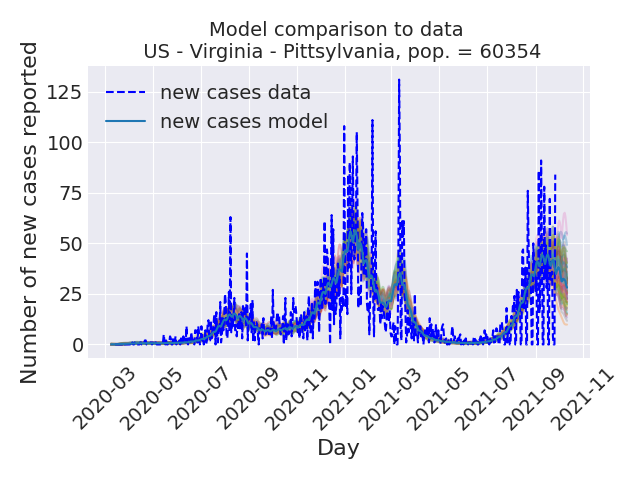 Model comparison to data
US - Virginia - Pittsylvania, pop. = 60354
Number of new cases reported
125
100
75
50
25
0
new cases data
new cases model
2020-03
2020-05
2020-07
2020-09
2020-11
2021-01
2021-03
2021-05
2021-07
2021-09
2021-11
Day